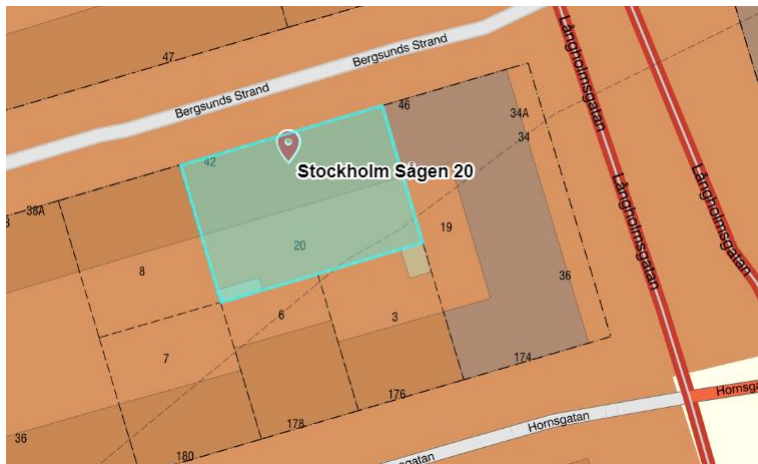 47
Bergsunds Strand
Bergsunds Strand
Långholmsgatan
46
34A
34
42
Stockholm Sågen 20
38A
Långholmsgatan
Långholmsgatan
19
20
8
36
6
3
7
174
Hornsgatan
176
Hornsgatan
178
36
180